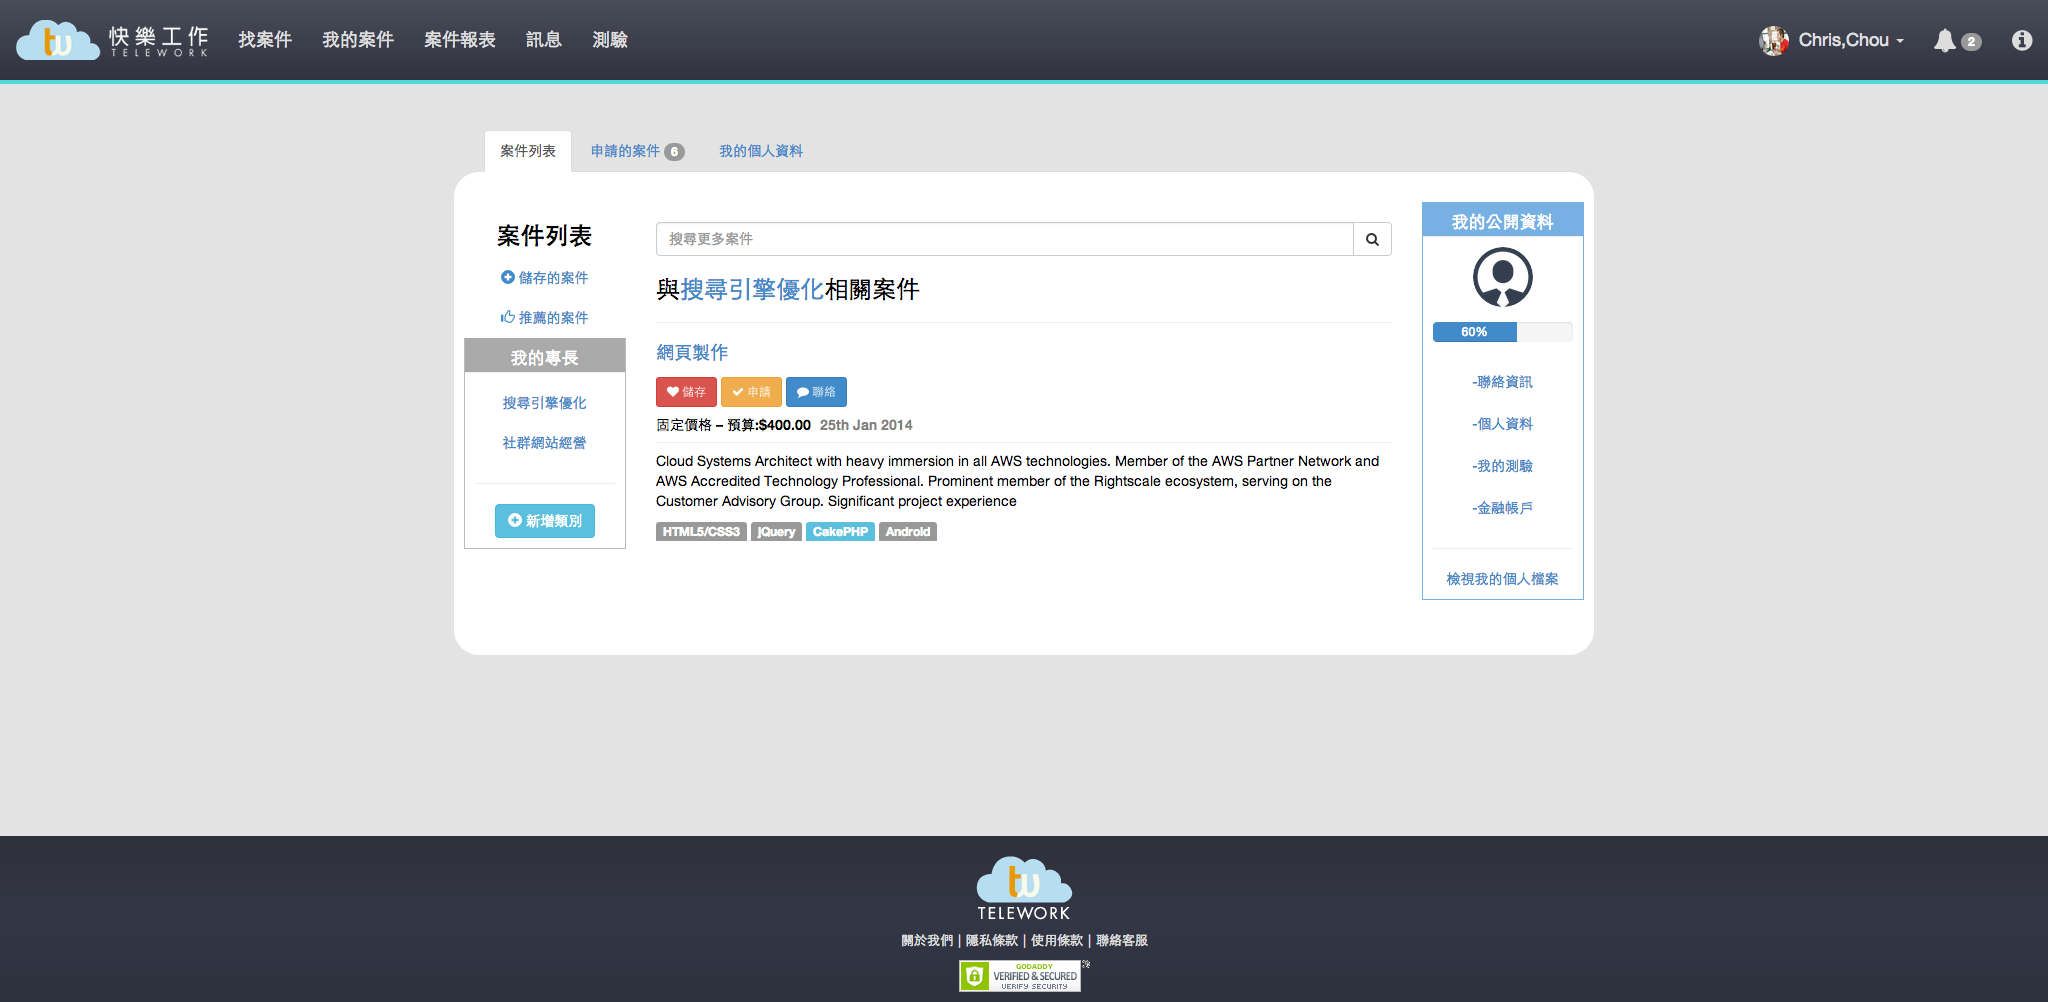 tw 快樂工作 TELEWORK 找案件 我的案件 案件報表 訊息 測驗 Chris,Chou 2
案件列表 申請的案件 6 我的個人資料
案件列表
儲存的案件
推薦的案件
我的專長
搜尋引擎優化
社群網站經營
新增類別
搜尋更多案件
與搜尋引擎優化相關案件
網頁製作
儲存 申請 聯絡
固定價格 – 預算:$400.00 25th Jan 2014
Cloud Systems Architect with heavy immersion in all AWS technologies. Member of the AWS Partner Network and
AWS Accredited Technology Professional. Prominent member of the Rightscale ecosystem, serving on the
Customer Advisory Group. Significant project experience
HTML5/CSS3 jQuery CakePHP Android
我的公開資料
60%
-聯絡資訊
-個人資料
-我的測驗
-金融帳戶
檢視我的個人檔案
tw
TELEWORK
關於我們 | 隱私條款 | 使用條款 | 聯絡客服
GODADDY
VERIFIED & SECURED
VERIFY SECURITY